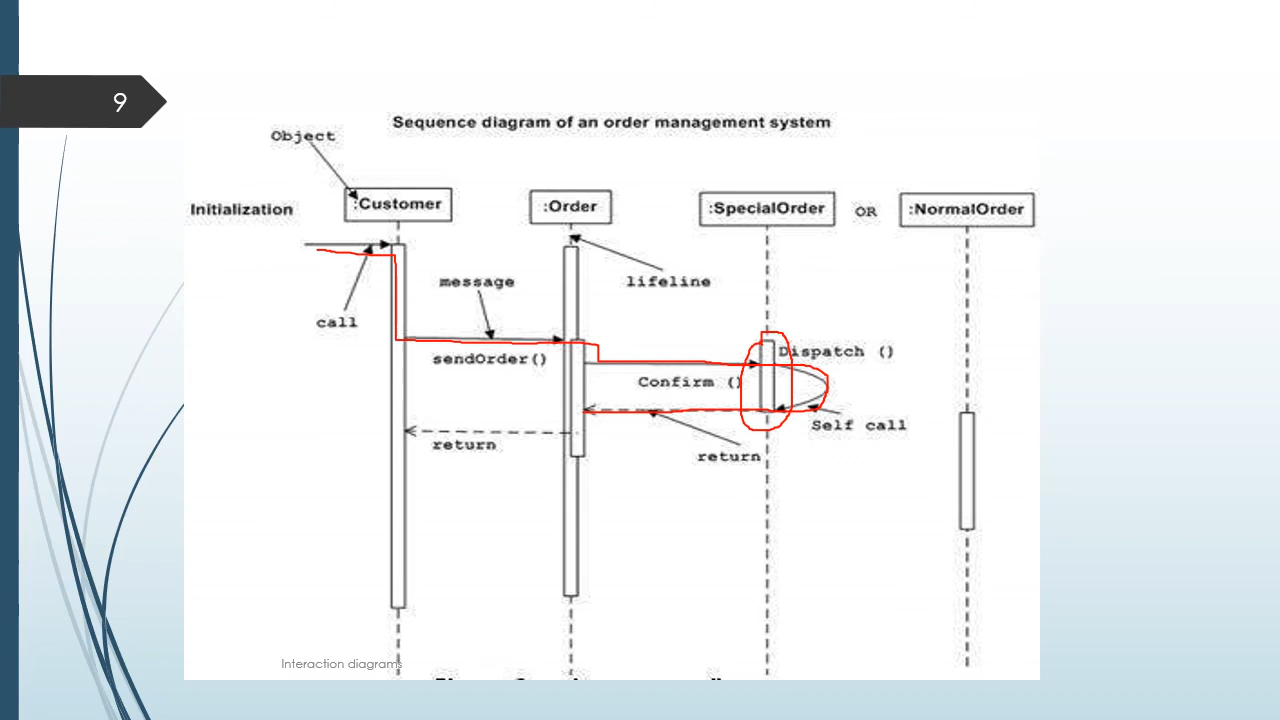 9
Sequence diagram of an order management system
Object
Initialization
:Customer
:Order
:SpecialOrder
OR
:NormalOrder
message
lifeline
call
sendOrder()
Dispatch ()
Confirm ()
Self call
return
return
Interaction diagrams